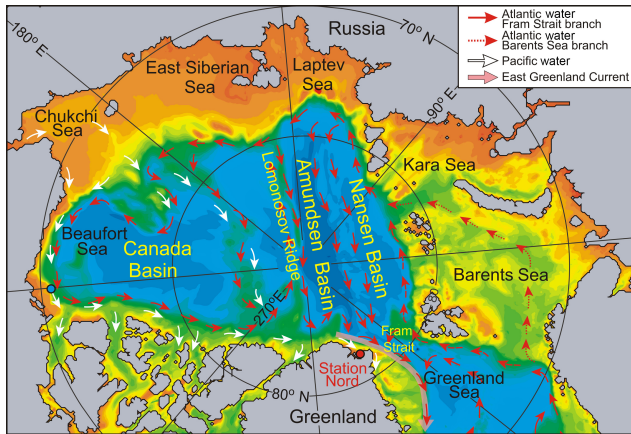 Atlantic water
Fram Strait branch
Atlantic water
Barents Sea branch
Pacific water
East Greenland Current
-180° E
Russia
70° N
East Siberian
Sea
Laptev
Sea
Chukchi
Sea
-90° E
Kara Sea
Lomonosov Ridge
Amundsen
Basin
Nansen Basin
Beaufort
Sea
Canada
Basin
Barents Sea
-270°E
Fram
Strait
Station
Nord
Greenland
Sea
80° N
Greenland